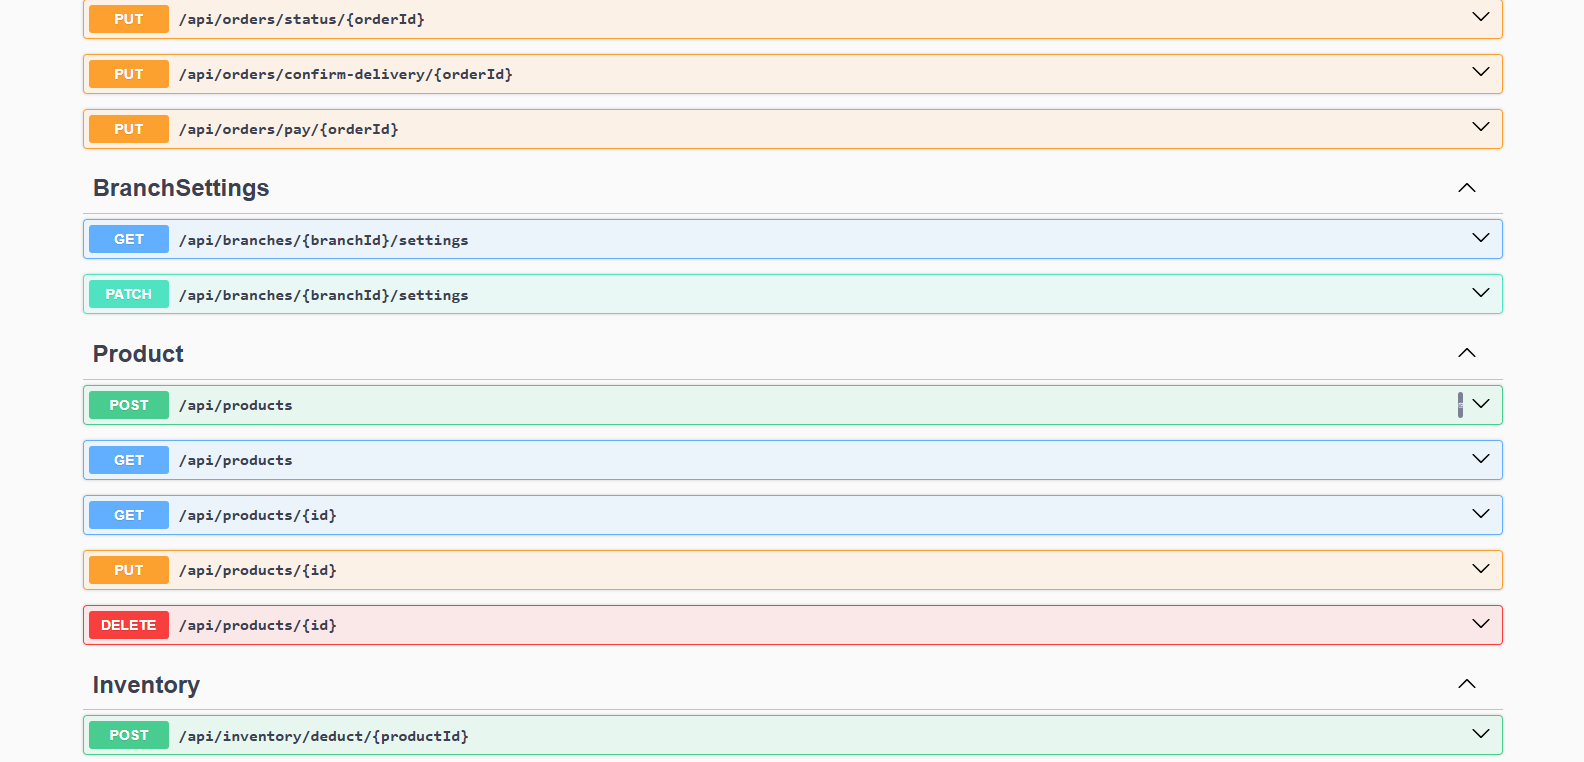 PUT /api/orders/status/{orderId}
PUT /api/orders/confirm-delivery/{orderId}
PUT /api/orders/pay/{orderId}
BranchSettings
GET /api/branches/{branchId}/settings
PATCH /api/branches/{branchId}/settings
Product
POST /api/products
GET /api/products
GET /api/products/{id}
PUT /api/products/{id}
DELETE /api/products/{id}
Inventory
POST /api/inventory/deduct/{productId}